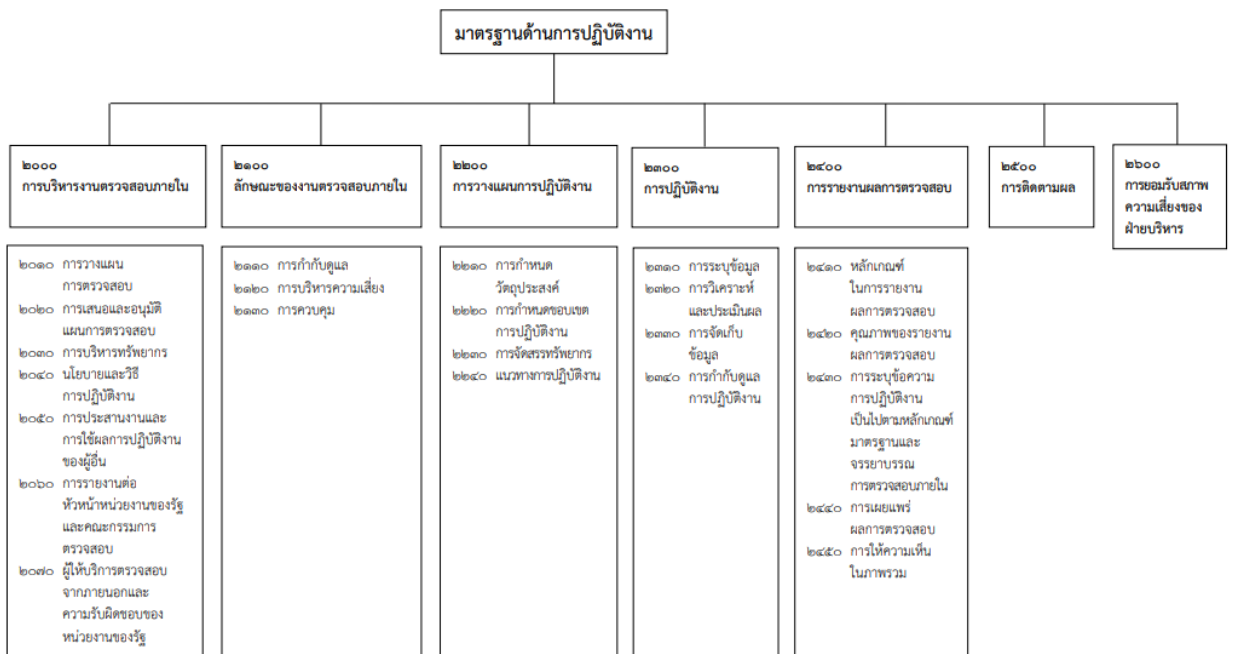 มาตรฐานด้านการปฏิบัติงาน
๒๐๐๐
การบริหารงานตรวจสอบภายใน
๒๑๐๐
ลักษณะของงานตรวจสอบภายใน
๒๒๐๐
การวางแผนการปฏิบัติงาน
๒๓๐๐
การปฏิบัติงาน
๒๔๐๐
การรายงานผลการตรวจสอบ
๒๕๐๐
การติดตามผล
๒๖๐๐
การยอมรับสภาพ
ความเสี่ยงของ
ฝ่ายบริหาร
๒๐๑๐ การวางแผน
การตรวจสอบ
๒๐๒๐ การเสนอและอนุมัติ
แผนการตรวจสอบ
๒๐๓๐ การบริหารทรัพยากร
๒๐๔๐ นโยบายและวิธี
การปฏิบัติงาน
๒๐๕๐ การประสานงานและ
การใช้ผลการปฏิบัติงาน
ของผู้อื่น
๒๐๖๐ การรายงานต่อ
หัวหน้าหน่วยงานของรัฐ
และคณะกรรมการ
ตรวจสอบ
๒๐๗๐ ผู้ให้บริการตรวจสอบ
จากภายนอกและ
ความรับผิดชอบของ
หน่วยงานของรัฐ
๒๑๑๐ การกำกับดูแล
๒๑๒๐ การบริหารความเสี่ยง
๒๑๓๐ การควบคุม
๒๒๑๐ การกำหนด
วัตถุประสงค์
๒๒๒๐ การกำหนดขอบเขต
การปฏิบัติงาน
๒๒๓๐ การจัดสรรทรัพยากร
๒๒๔๐ แนวทางการปฏิบัติงาน
๒๓๑๐ การระบุข้อมูล
๒๓๒๐ การวิเคราะห์
และประเมินผล
๒๓๓๐ การจัดเก็บ
ข้อมูล
๒๓๔๐ การกำกับดูแล
การปฏิบัติงาน
๒๔๑๐ หลักเกณฑ์
ในการรายงาน
ผลการตรวจสอบ
๒๔๒๐ คุณภาพของรายงาน
ผลการตรวจสอบ
๒๔๓๐ การระบุข้อความ
การปฏิบัติงาน
เป็นไปตามหลักเกณฑ์
มาตรฐานและ
จรรยาบรรณ
การตรวจสอบภายใน
๒๔๔๐ การเผยแพร่
ผลการตรวจสอบ
๒๔๕๐ การให้ความเห็น
ในภาพรวม